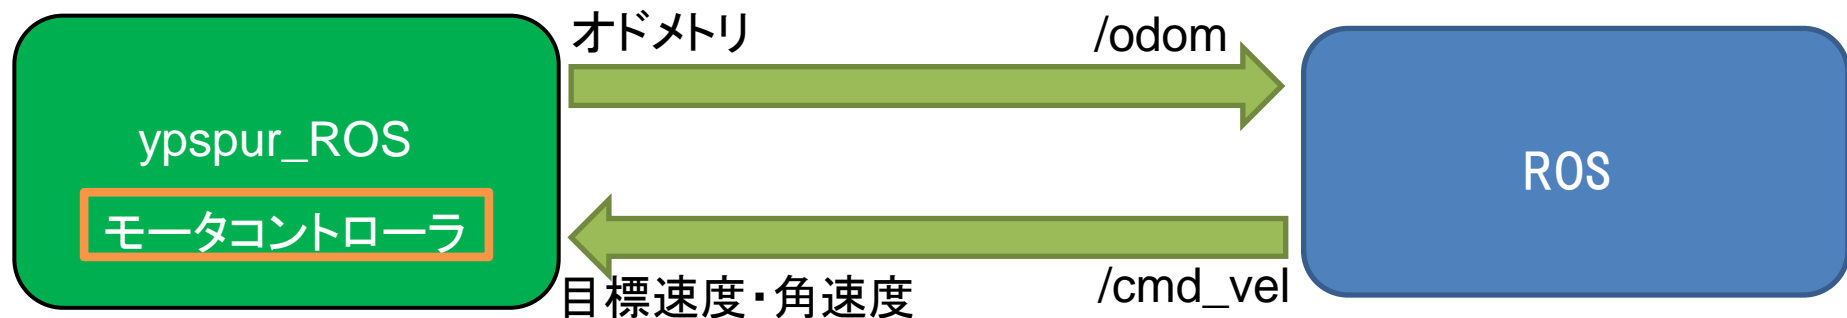 オドメトリ /odom
ypspur_ROS
モータコントローラ
ROS
目標速度・角速度 /cmd_vel